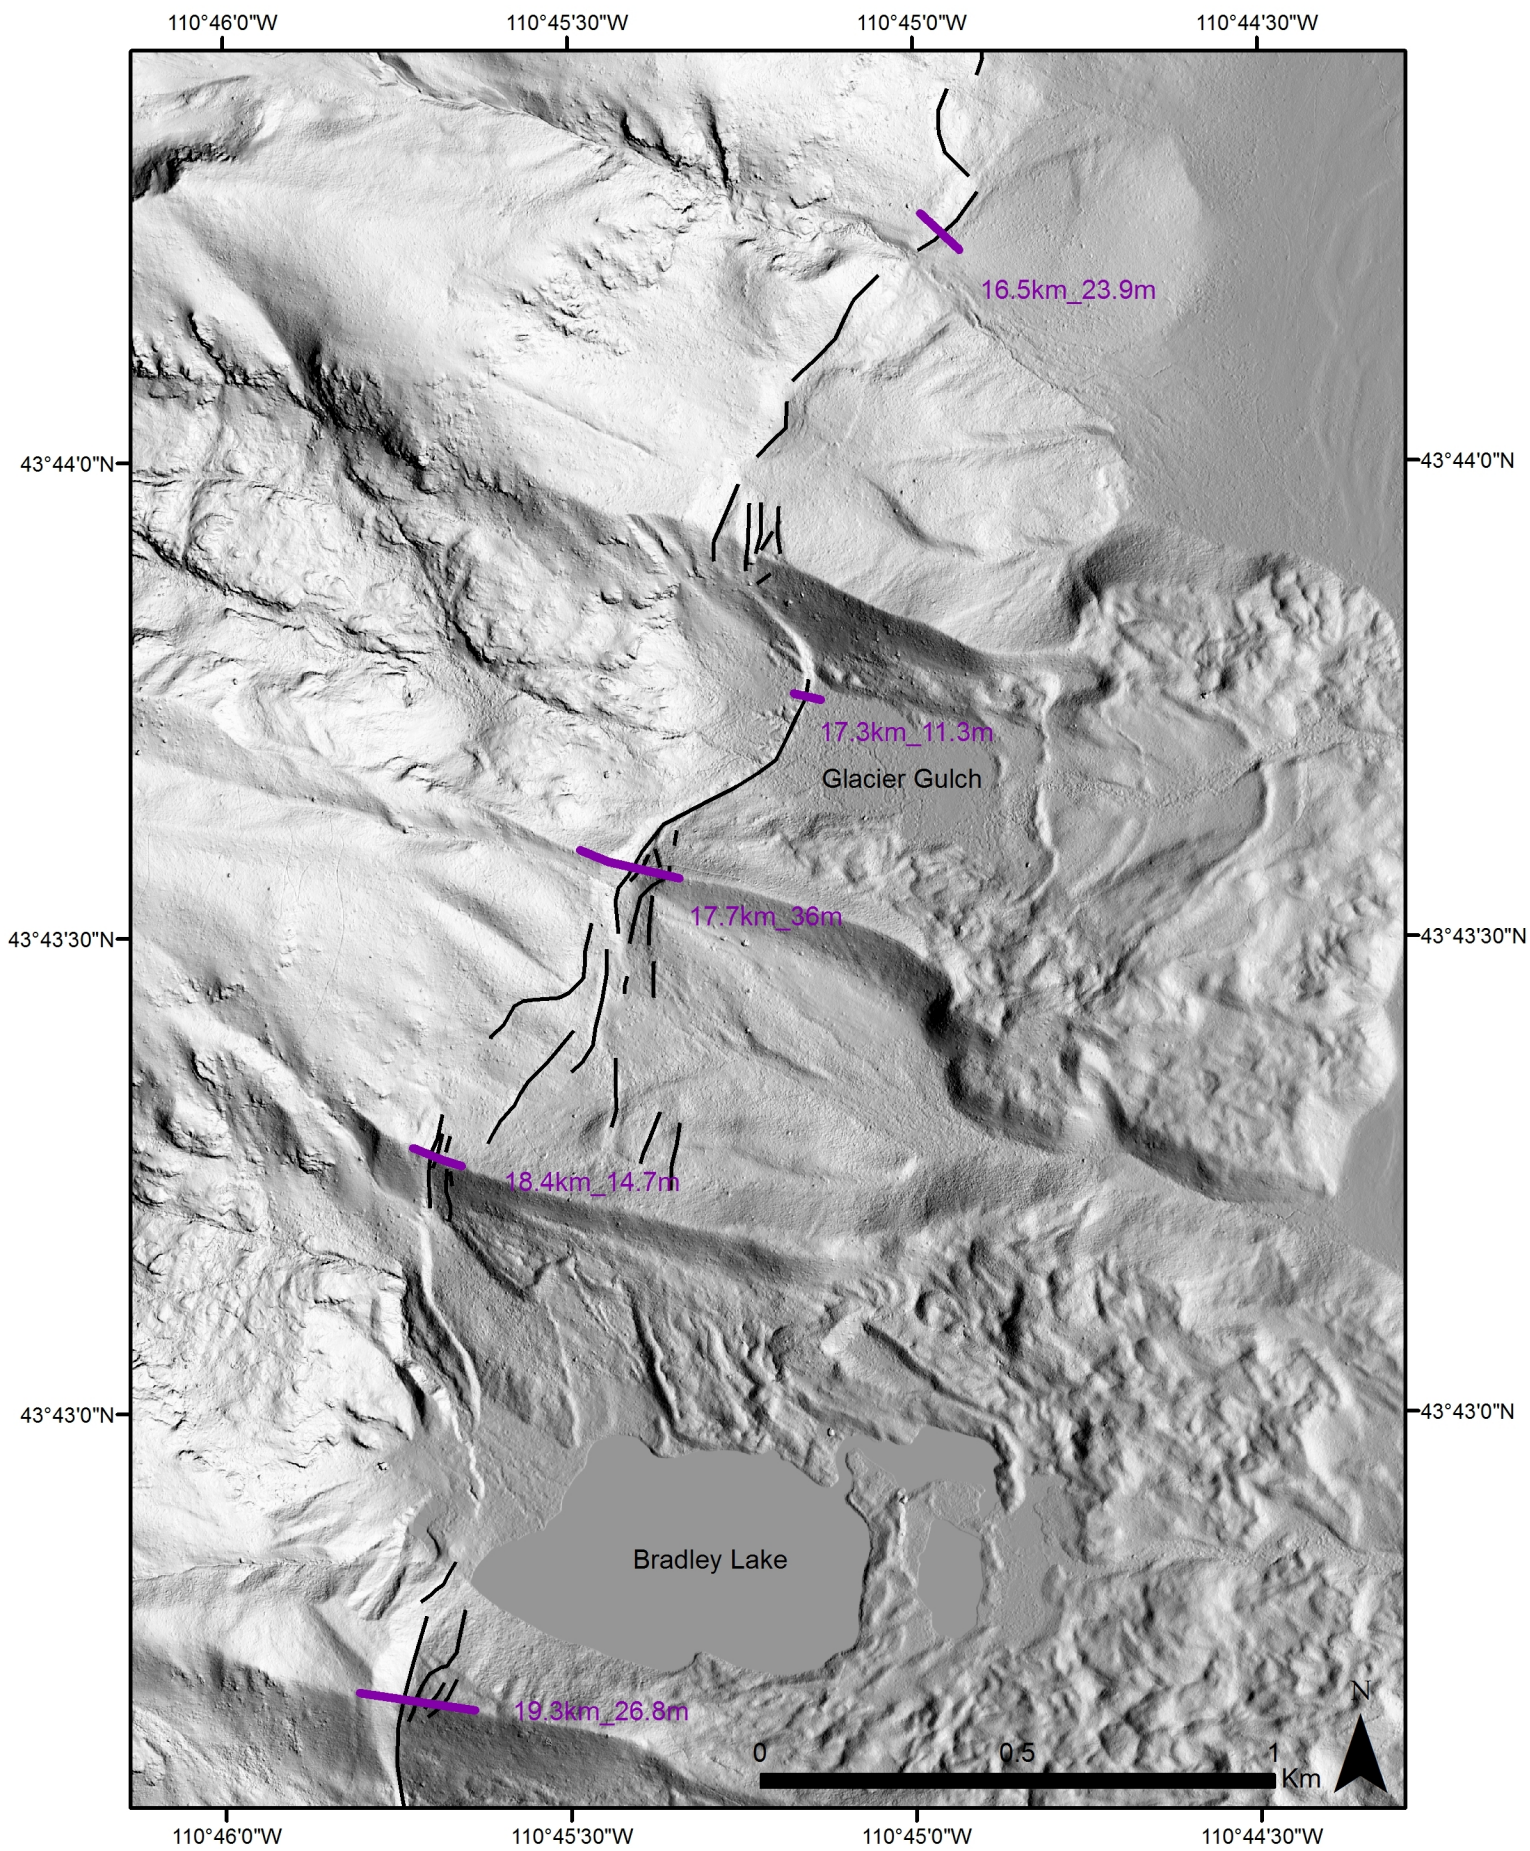 110°46'0"W 110°45'30"W 110°45'0"W 110°44'30"W
16.5km_23.9m
43°44'0"N 43°44'0"N
17.3km_11.3m
Glacier Gulch
17.7km_36m
43°43'30"N 43°43'30"N
18.4km_14.7m
43°43'0"N 43°43'0"N
Bradley Lake
N
19.3km_26.8m
0 0.5 1
Km
110°46'0"W 110°45'30"W 110°45'0"W 110°44'30"W